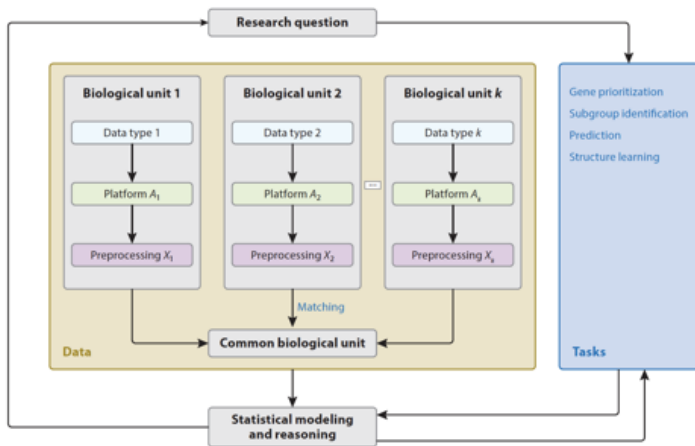 Research question
Biological unit 1
Data type 1
Platform A₁
Preprocessing X₁
Biological unit 2
Data type 2
Platform A₂
Preprocessing X₂
...
Biological unit k
Data type k
Platform Aₖ
Preprocessing Xₖ
Matching
Common biological unit
Data
Gene prioritization
Subgroup identification
Prediction
Structure learning
Tasks
Statistical modeling
and reasoning